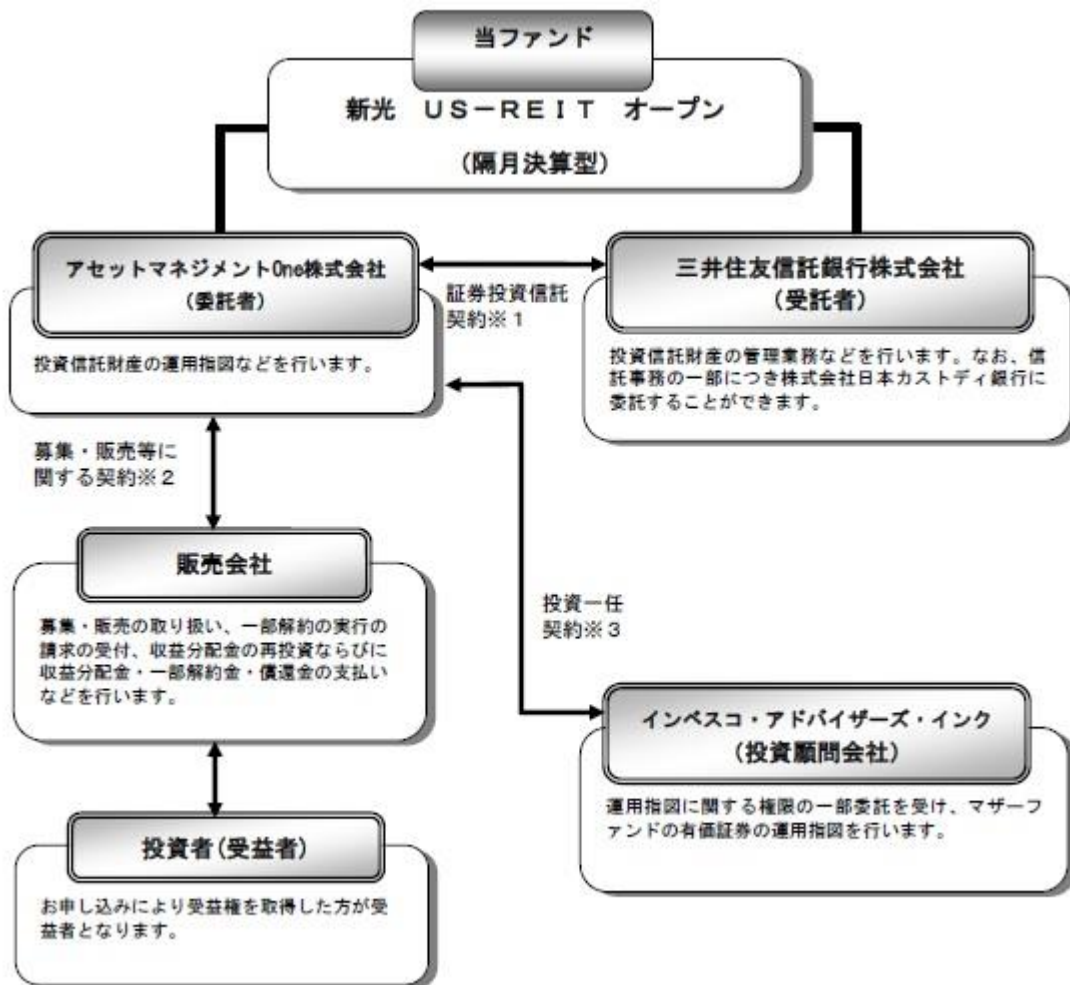 当ファンド
新光 US-REIT オープン
(隔月決算型)
アセットマネジメントOne株式会社
(委託者)
投資信託財産の運用指図などを行います。
証券投資信託
契約※1
三井住友信託銀行株式会社
(受託者)
投資信託財産の管理業務などを行います。なお、信
託事務の一部につき株式会社日本カストディ銀行に
委託することができます。
募集・販売等に
関する契約※2
販売会社
募集・販売の取り扱い、一部解約の実行の
請求の受付、収益分配金の再投資ならびに
収益分配金・一部解約金・償還金の支払い
などを行います。
投資一任
契約※3
インベスコ・アドバイザーズ・インク
(投資顧問会社)
運用指図に関する権限の一部委託を受け、マザーフ
ァンドの有価証券の運用指図を行います。
投資者(受益者)
お申し込みにより受益権を取得した方が受
益者となります。